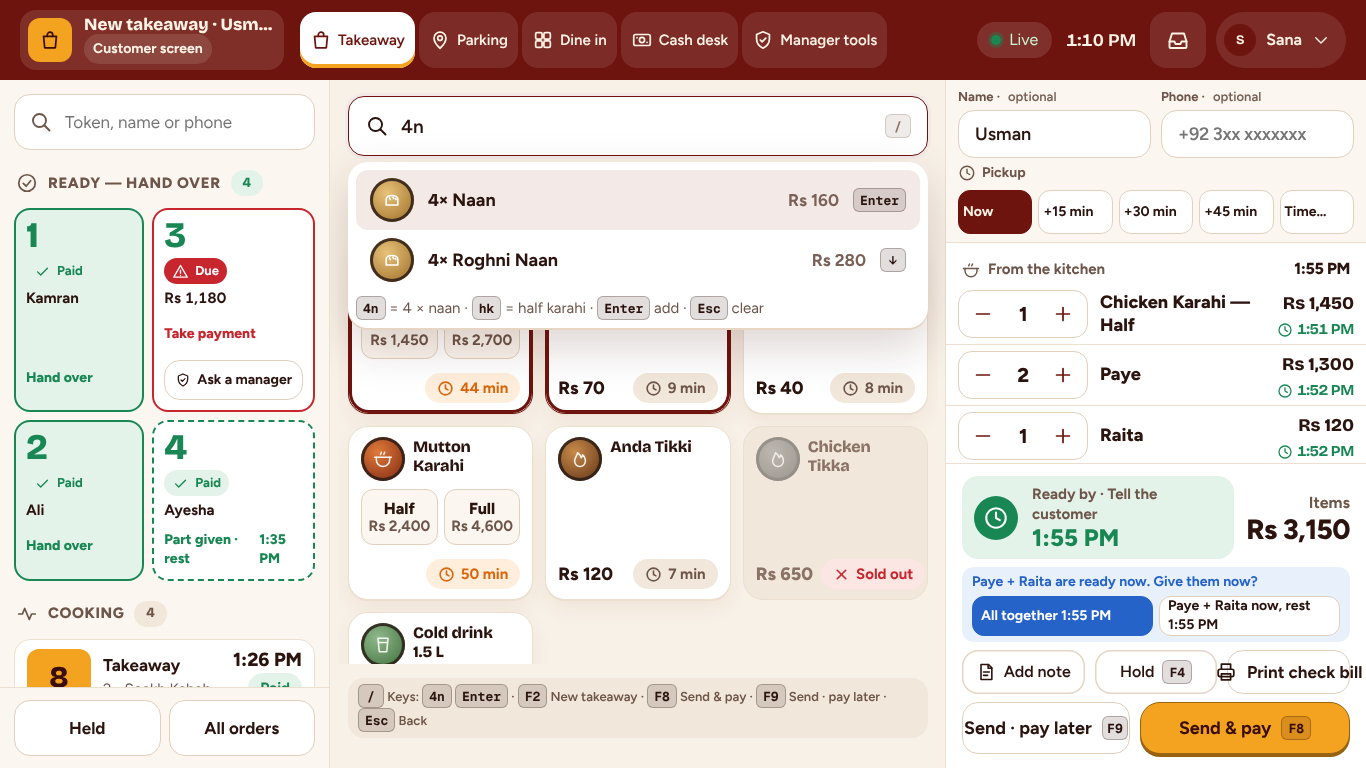 New takeaway · Usm...
Customer screen
Takeaway
Parking
Dine in
Cash desk
Manager tools
Live
1:10 PM
S
Sana
Token, name or phone
READY — HAND OVER 4
1
Paid
Kamran
Hand over
3
Due
Rs 1,180
Take payment
Ask a manager
2
Paid
Ali
Hand over
4
Paid
Ayesha
Part given · rest 1:35 PM
COOKING 4
8
Takeaway
1:26 PM
Held
All orders
4n
/
4× Naan Rs 160 Enter
4× Roghni Naan Rs 280 ↓
4n = 4 × naan · hk = half karahi · Enter add · Esc clear
Rs 1,450 Rs 2,700
44 min
Rs 70 9 min
Rs 40 8 min
Mutton Karahi
Half Rs 2,400
Full Rs 4,600
50 min
Anda Tikki
Rs 120 7 min
Chicken Tikka
Rs 650 Sold out
Cold drink
1.5 L
/ Keys: 4n Enter · F2 New takeaway · F8 Send & pay · F9 Send · pay later ·
Esc Back
Name · optional
Usman
Phone · optional
+92 3xx xxxxxxx
Pickup
Now
+15 min
+30 min
+45 min
Time...
From the kitchen 1:55 PM
− 1 + Chicken Karahi — Half Rs 1,450
1:51 PM
− 2 + Paye Rs 1,300
1:52 PM
− 1 + Raita Rs 120
1:52 PM
Ready by · Tell the customer
1:55 PM
Items
Rs 3,150
Paye + Raita are ready now. Give them now?
All together 1:55 PM
Paye + Raita now, rest 1:55 PM
Add note
Hold F4
Print check bill
Send · pay later F9
Send & pay F8